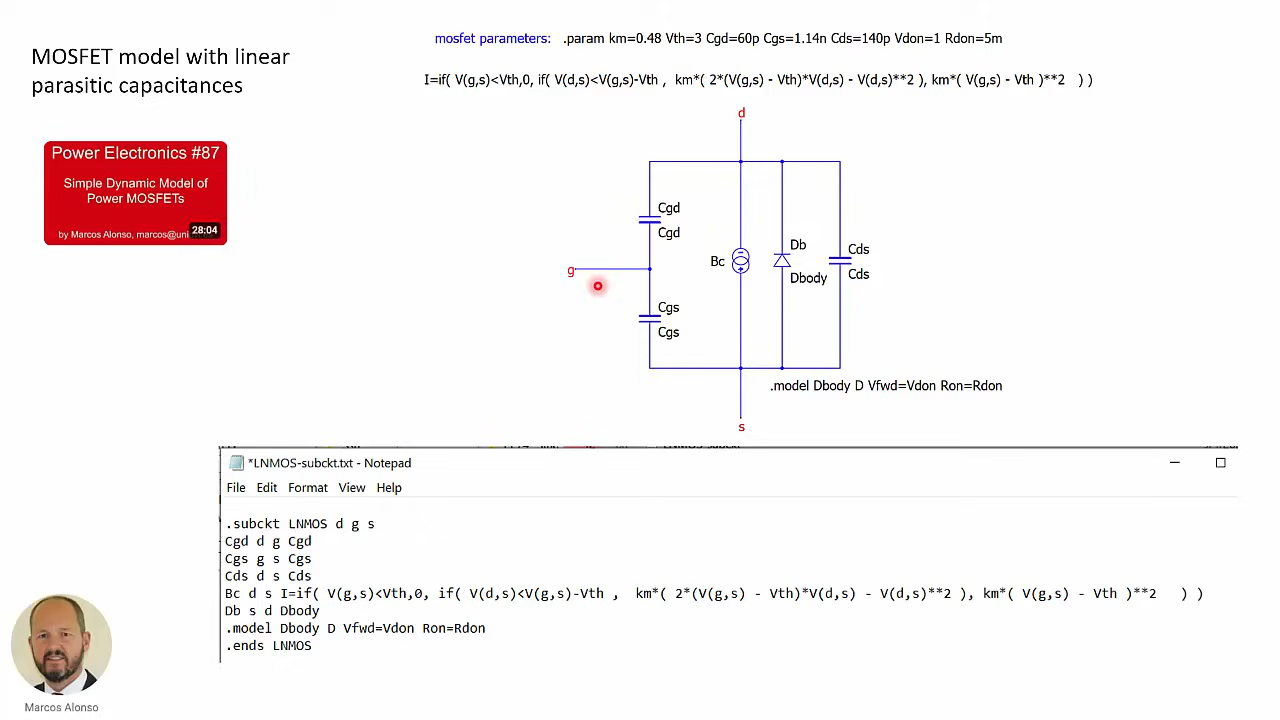 MOSFET model with linear
parasitic capacitances
mosfet parameters: .param km=0.48 Vth=3 Cgd=60p Cgs=1.14n Cds=140p Vdon=1 Rdon=5m
I=if( V(g,s)<Vth,0, if( V(d,s)<V(g,s)-Vth , km*( 2*(V(g,s) - Vth)*V(d,s) - V(d,s)**2 ), km*( V(g,s) - Vth )**2 ) )
Power Electronics #87
Simple Dynamic Model of
Power MOSFETs
by Marcos Alonso, marcos@uni
28:04
d
Cgd
Cgd
g
Bc
Db
Dbody
Cds
Cds
Cgs
Cgs
.model Dbody D Vfwd=Vdon Ron=Rdon
s
*LNMOS-subckt.txt - Notepad
File Edit Format View Help
.subckt LNMOS d g s
Cgd d g Cgd
Cgs g s Cgs
Cds d s Cds
Bc d s I=if( V(g,s)<Vth,0, if( V(d,s)<V(g,s)-Vth , km*( 2*(V(g,s) - Vth)*V(d,s) - V(d,s)**2 ), km*( V(g,s) - Vth )**2 ) )
Db s d Dbody
.model Dbody D Vfwd=Vdon Ron=Rdon
.ends LNMOS
Marcos Alonso